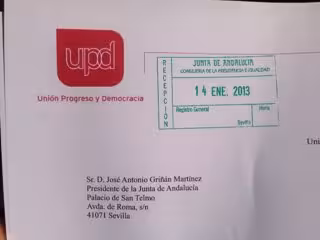 upd
Unión Progreso y Democracia
RECEPCIÓN
JUNTA DE ANDALUCIA
CONSEJERIA DE LA PRESIDENCIA E IGUALDAD
14 ENE. 2013
Registro General
Hora
Sevilla
Uni
Sr. D. José Antonio Griñán Martínez
Presidente de la Junta de Andalucía
Palacio de San Telmo
Avda. de Roma, s/n
41071 Sevilla